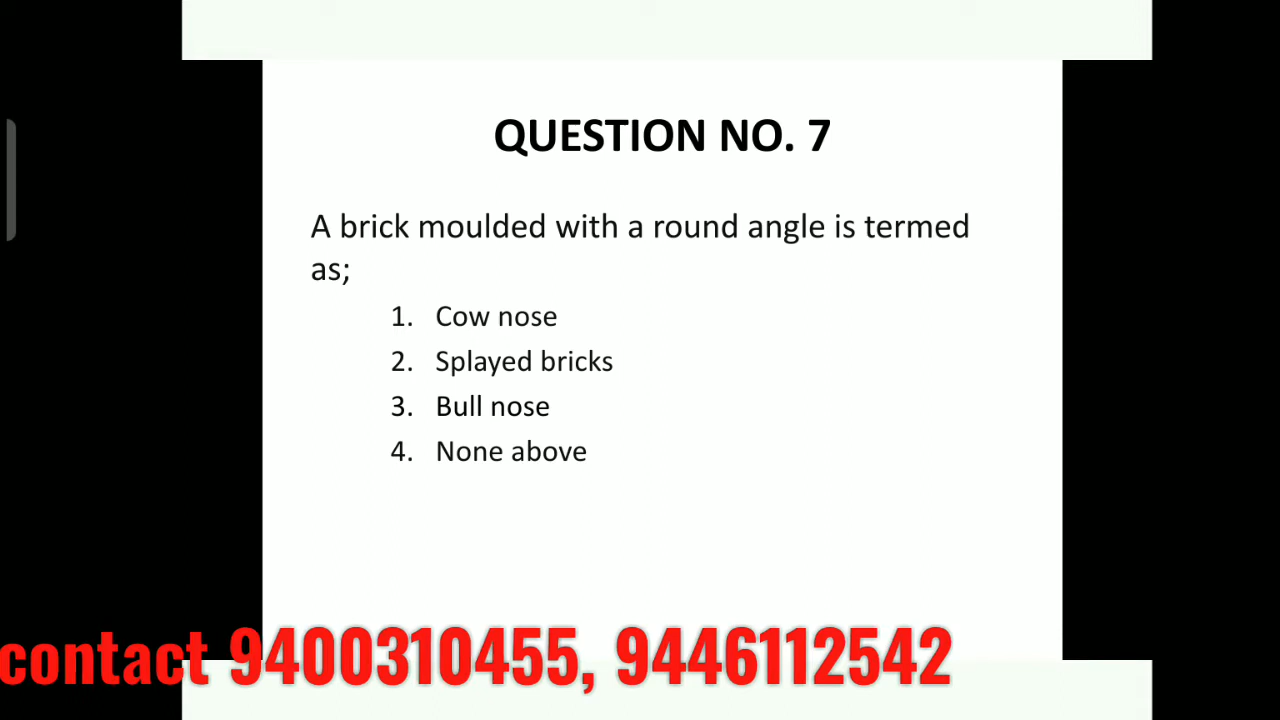 QUESTION NO. 7
A brick moulded with a round angle is termed
as;
1. Cow nose
2. Splayed bricks
3. Bull nose
4. None above
contact 9400310455, 9446112542